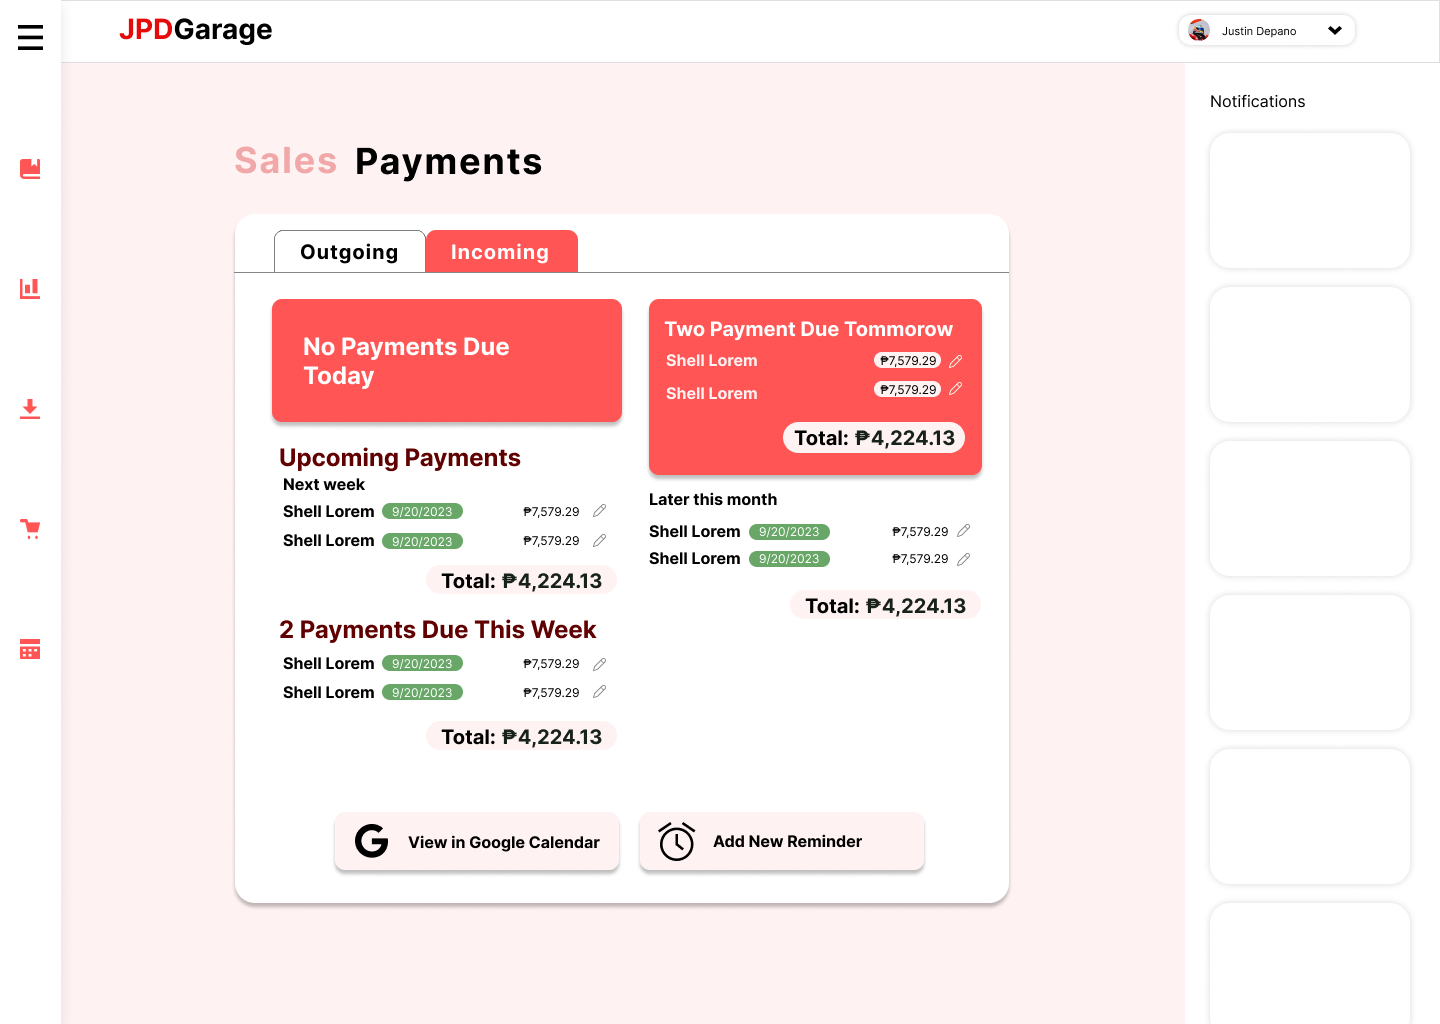 JPDGarage
Justin Depano
Notifications
Sales Payments
Outgoing Incoming
No Payments Due
Today
Two Payment Due Tommorow
Shell Lorem ₱7,579.29
Shell Lorem ₱7,579.29
Total: ₱4,224.13
Upcoming Payments
Next week
Shell Lorem 9/20/2023 ₱7,579.29
Shell Lorem 9/20/2023 ₱7,579.29
Total: ₱4,224.13
Later this month
Shell Lorem 9/20/2023 ₱7,579.29
Shell Lorem 9/20/2023 ₱7,579.29
Total: ₱4,224.13
2 Payments Due This Week
Shell Lorem 9/20/2023 ₱7,579.29
Shell Lorem 9/20/2023 ₱7,579.29
Total: ₱4,224.13
G View in Google Calendar
Add New Reminder